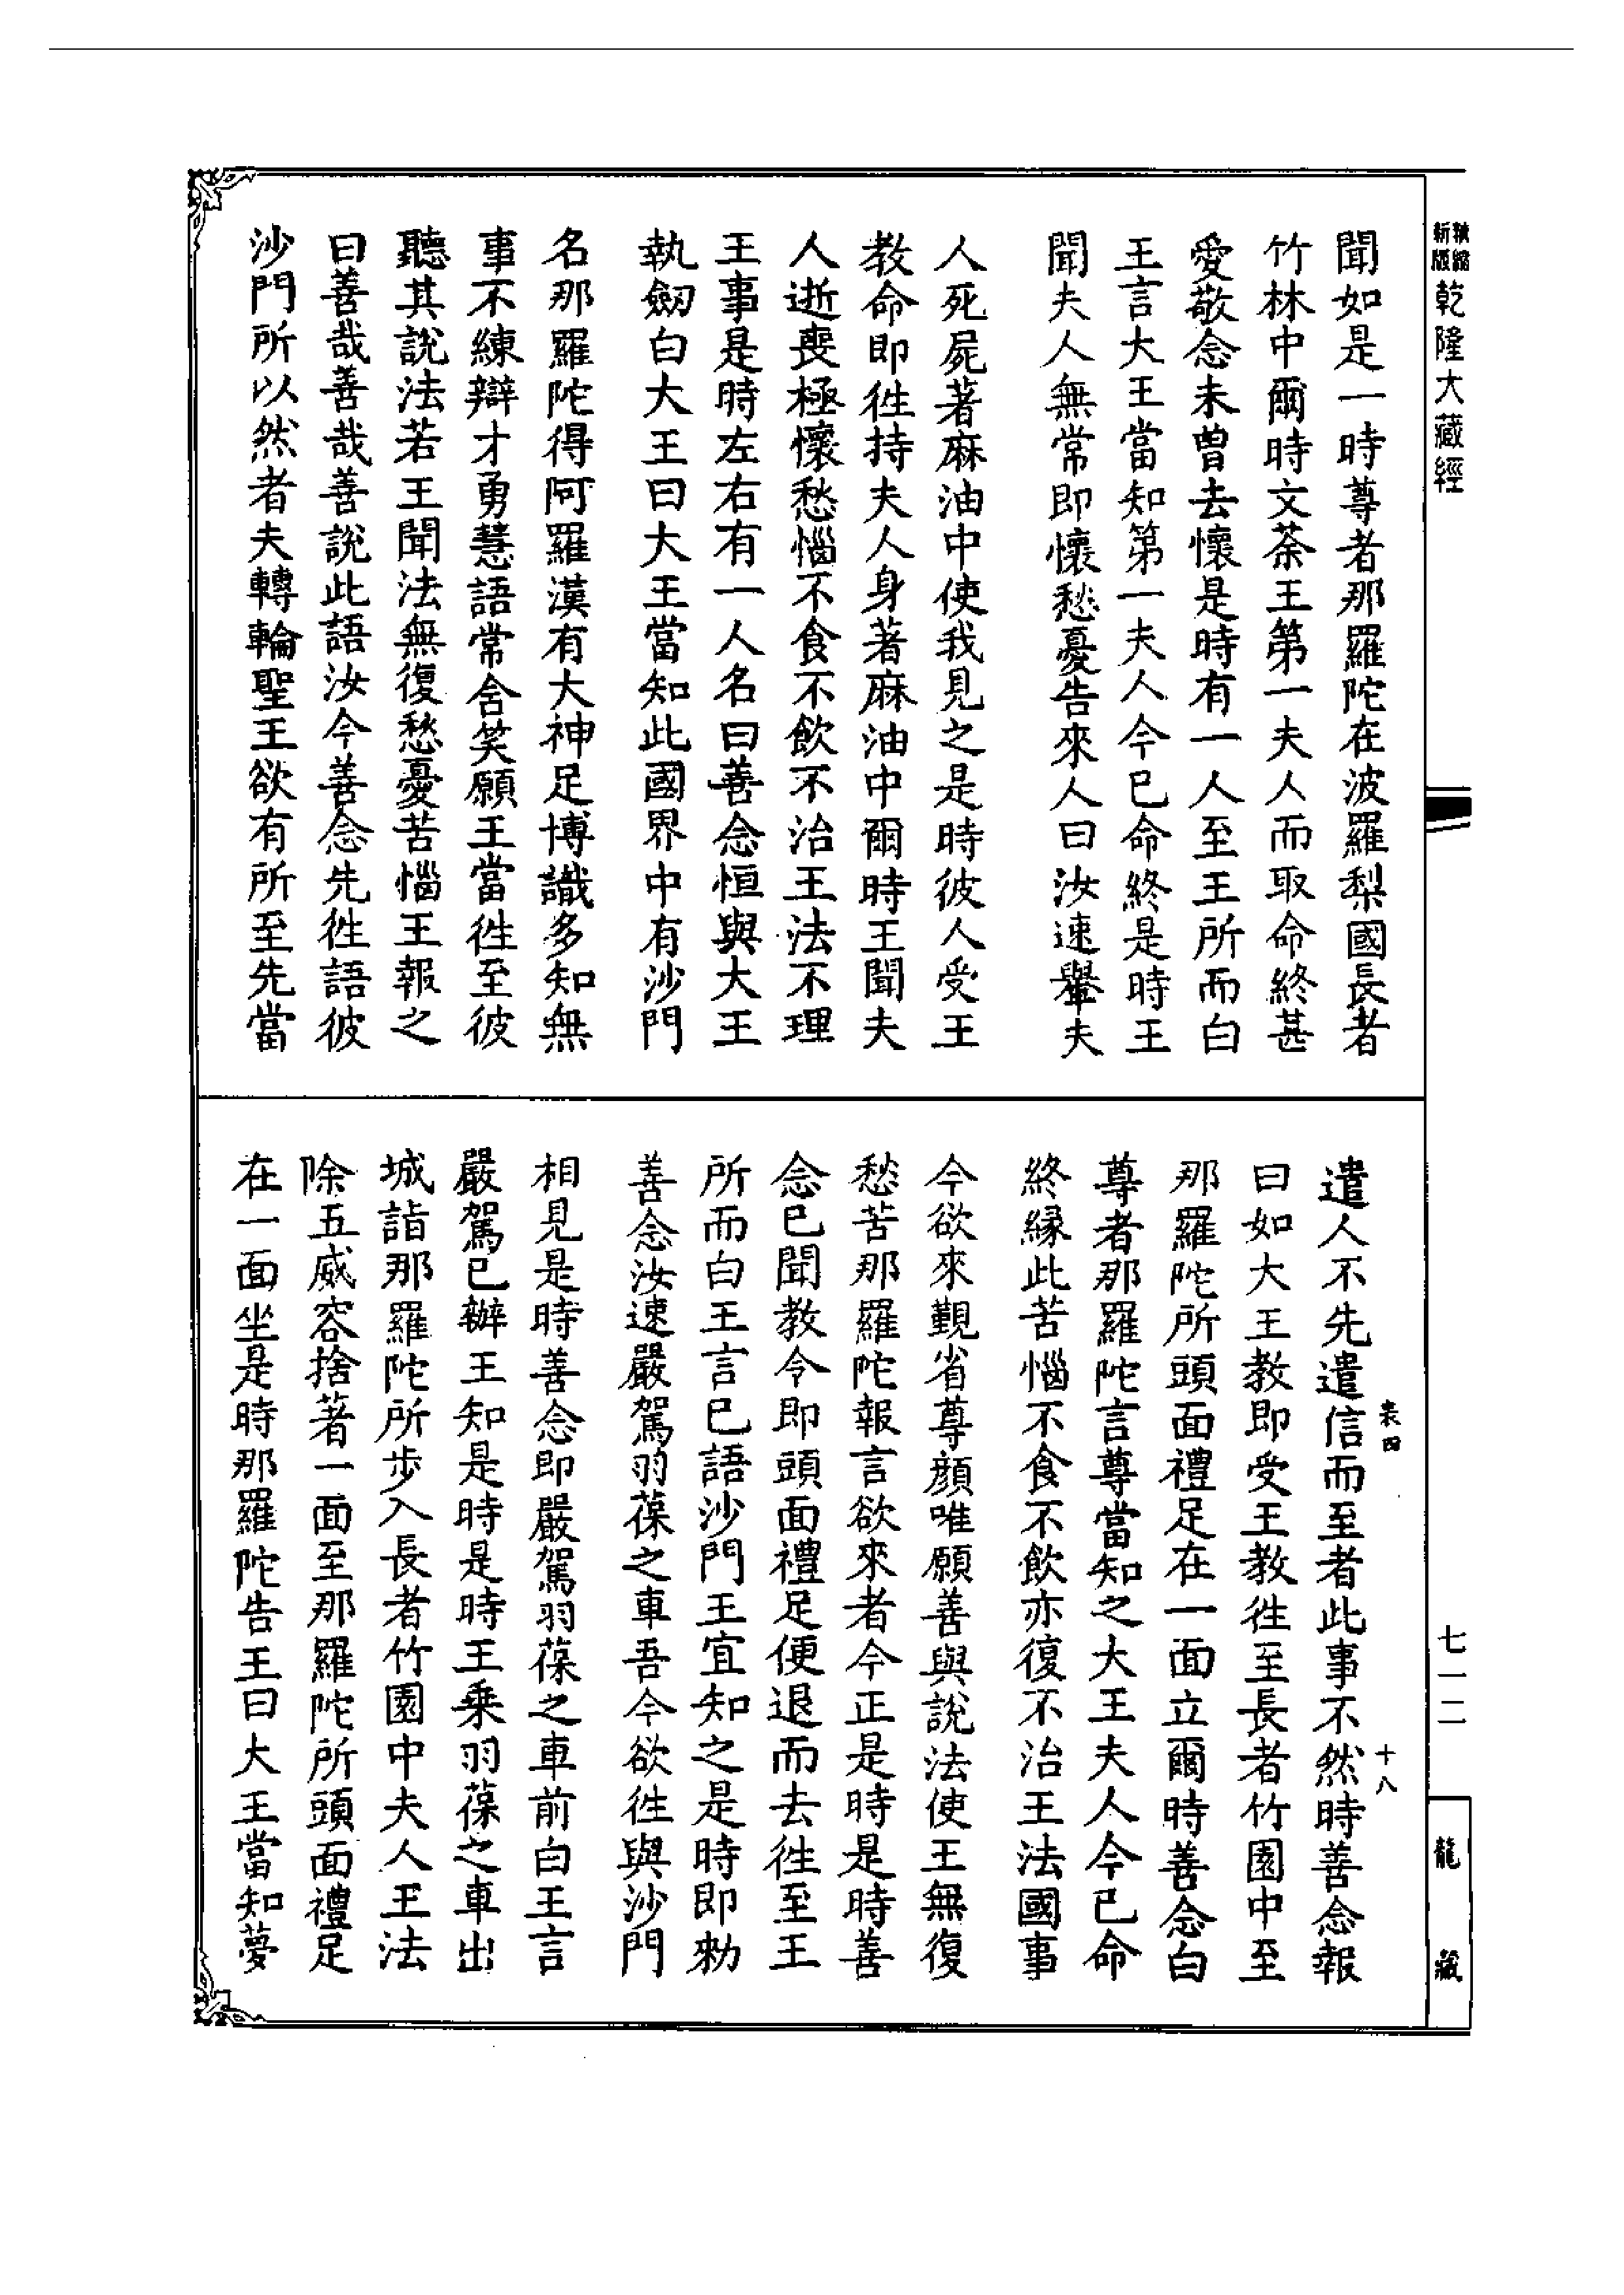 新版
乾隆大藏經
聞如是一時尊者那羅陀在波羅梨國長者
竹林中爾時文荼王第一夫人而取命終甚
愛敬念未曾去懷是時有一人至王所而白
王言大王當知第一夫人今已命終是時王
聞夫人無常即懷愁憂告來人曰汝速轝夫
人死屍著麻油中使我見之是時彼人受王
教命即徃持夫人身著麻油中爾時王聞夫
人逝喪極懷愁惱不食不飲不治王法不理
王事是時左右有一人名曰善念恒與大王
執劒白大王曰大王當知此國界中有沙門
名那羅陀得阿羅漢有大神足博識多知無
事不練辯才勇慧語常含笑願王當徃至彼
聽其說法若王聞法無復愁憂苦惱王報之
曰善哉善哉善說此語汝今善念先徃語彼
沙門所以然者夫轉輪聖王欲有所至先當
遣人不先遣信而至者此事不然時善念報
曰如大王教即受王教徃至長者竹園中至
那羅陀所頭面禮足在一面立爾時善念白
尊者那羅陀言尊當知之大王夫人今已命
終緣此苦惱不食不飲亦復不治王法國事
今欲來覲省尊顏唯願善與說法使王無復
愁苦那羅陀報言欲來者今正是時是時善
念已聞教令即頭面禮足便退而去徃至王
所而白王言已語沙門王宜知之是時即勑
善念汝速嚴駕羽葆之車吾今欲徃與沙門
相見是時善念即嚴駕羽葆之車前白王言
嚴駕已辦王知是時是時王乗羽葆之車出
城詣那羅陀所步入長者竹園中夫人王法
除五威容捨著一面至那羅陀所頭面禮足
在一面坐是時那羅陀告王曰大王當知夢
表四
十八
七一二
龍藏